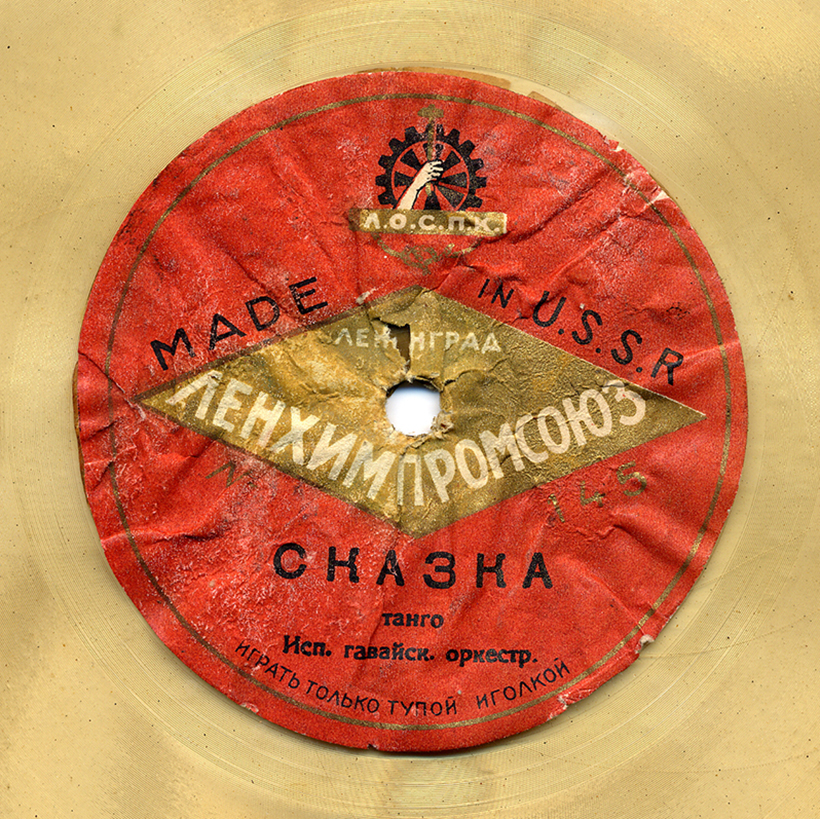 Л.О.С.П.Х.
MADE IN U.S.S.R
ЛЕНИНГРАД
ЛЕНХИМПРОМСОЮЗ
145
СКАЗКА
танго
Исп. гавайск. оркестр.
ИГРАТЬ ТОЛЬКО ТУПОЙ ИГОЛКОЙ